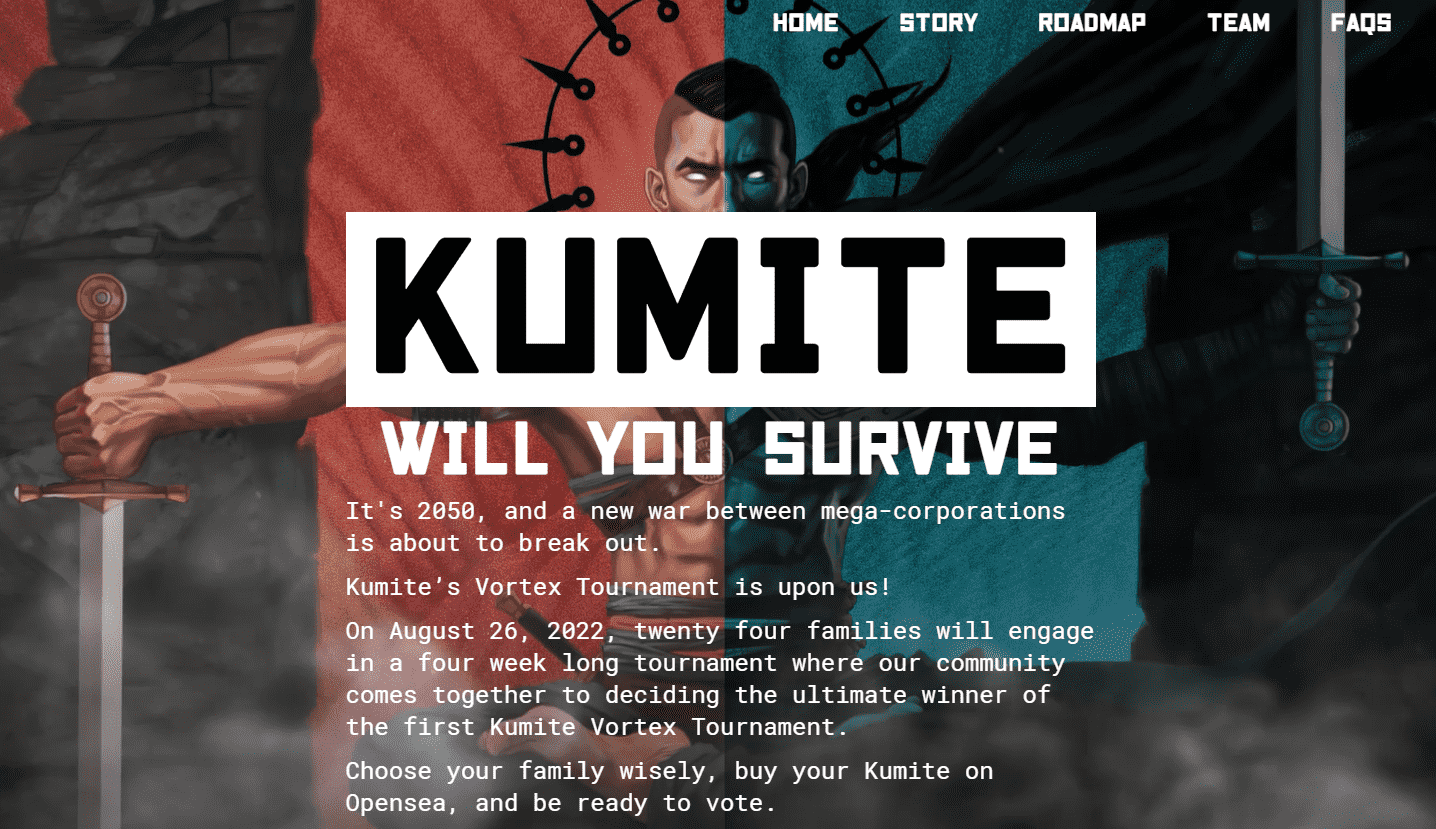 HOME STORY ROADMAP TEAM FAQS
KUMITE
WILL YOU SURVIVE
It's 2050, and a new war between mega-corporations
is about to break out.
Kumite’s Vortex Tournament is upon us!
On August 26, 2022, twenty four families will engage
in a four week long tournament where our community
comes together to deciding the ultimate winner of
the first Kumite Vortex Tournament.
Choose your family wisely, buy your Kumite on
Opensea, and be ready to vote.